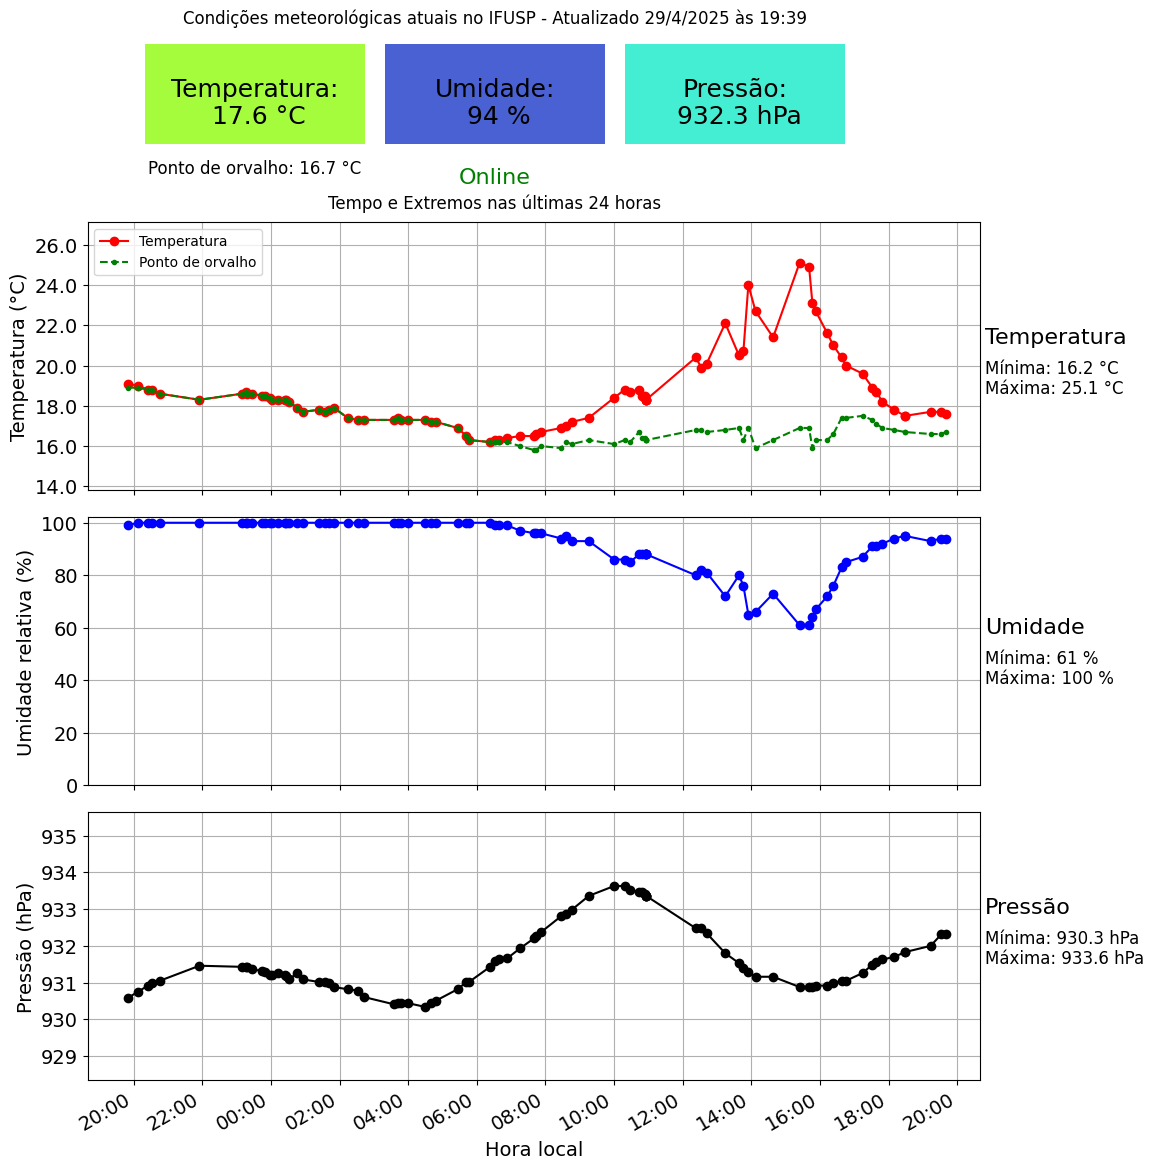 Condições meteorológicas atuais no IFUSP - Atualizado 29/4/2025 às 19:39
Temperatura:
17.6 °C
Umidade:
94 %
Pressão:
932.3 hPa
Ponto de orvalho: 16.7 °C
Online
Tempo e Extremos nas últimas 24 horas
Temperatura (°C)
26.0
24.0
22.0
20.0
18.0
16.0
14.0
Temperatura
Ponto de orvalho
Temperatura
Mínima: 16.2 °C
Máxima: 25.1 °C
Umidade relativa (%)
100
80
60
40
20
0
Umidade
Mínima: 61 %
Máxima: 100 %
Pressão (hPa)
935
934
933
932
931
930
929
Pressão
Mínima: 930.3 hPa
Máxima: 933.6 hPa
20:00 22:00 00:00 02:00 04:00 06:00 08:00 10:00 12:00 14:00 16:00 18:00 20:00
Hora local